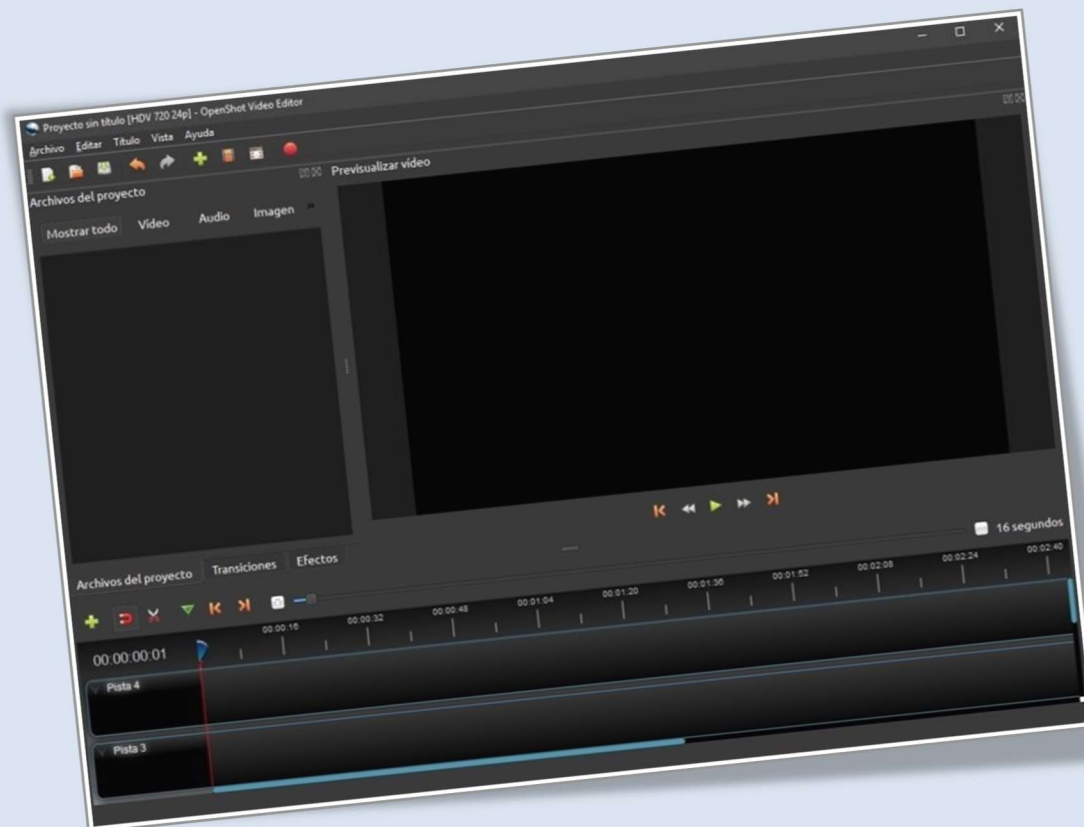 Proyecto sin título [HDV 720 24p] - OpenShot Video Editor
Archivo Editar Título Vista Ayuda
Archivos del proyecto
Previsualizar vídeo
Mostrar todo Vídeo Audio Imagen »
Archivos del proyecto Transiciones Efectos
16 segundos
00:00:00:01
00:00:16 00:00:32 00:00:48 00:01:04 00:01:20 00:01:36 00:01:52 00:02:08 00:02:24 00:02:40
Pista 4
Pista 3